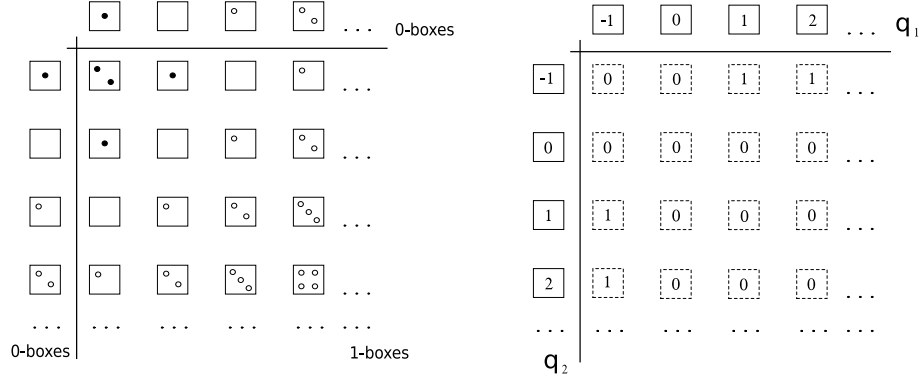 ... 0-boxes
...
...
...
...
... ... ... ... ...
0-boxes 1-boxes
-1 0 1 2 ... q1
-1 0 0 1 1 ...
0 0 0 0 0 ...
1 1 0 0 0 ...
2 1 0 0 0 ...
... ... ... ... ... ...
q2